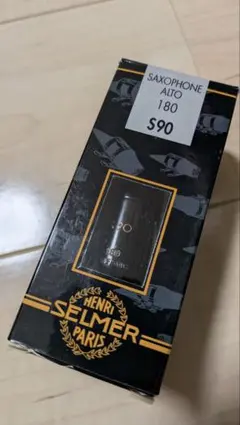 SAXOPHONE
ALTO
180
S90
HENRI
SELMER
PARIS